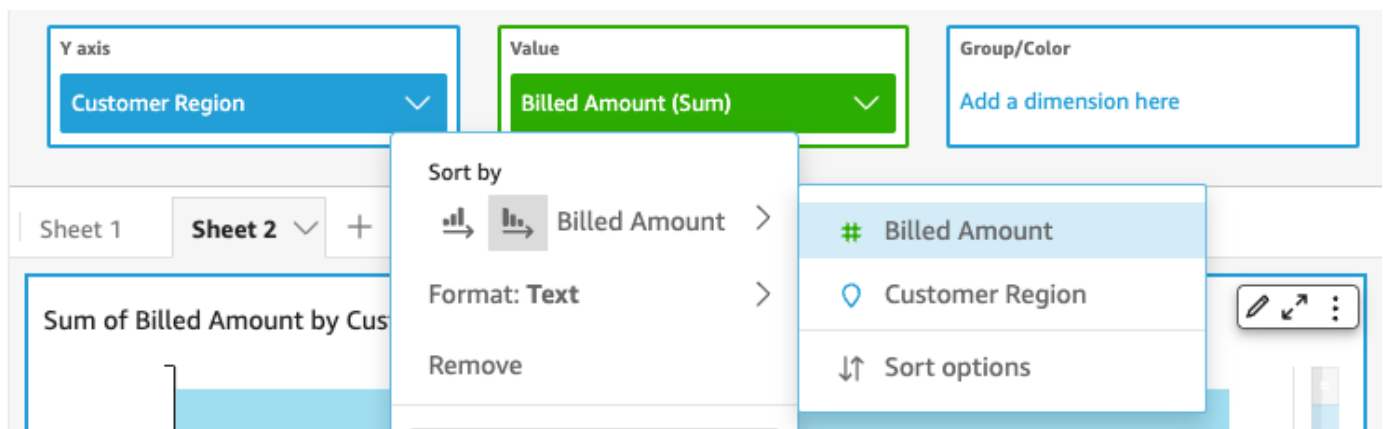 Y axis
Value
Group/Color
Customer Region
Billed Amount (Sum)
Add a dimension here
Sort by
Billed Amount
Format: Text
Remove
Billed Amount
Customer Region
Sort options
Sheet 1
Sheet 2
Sum of Billed Amount by Cus